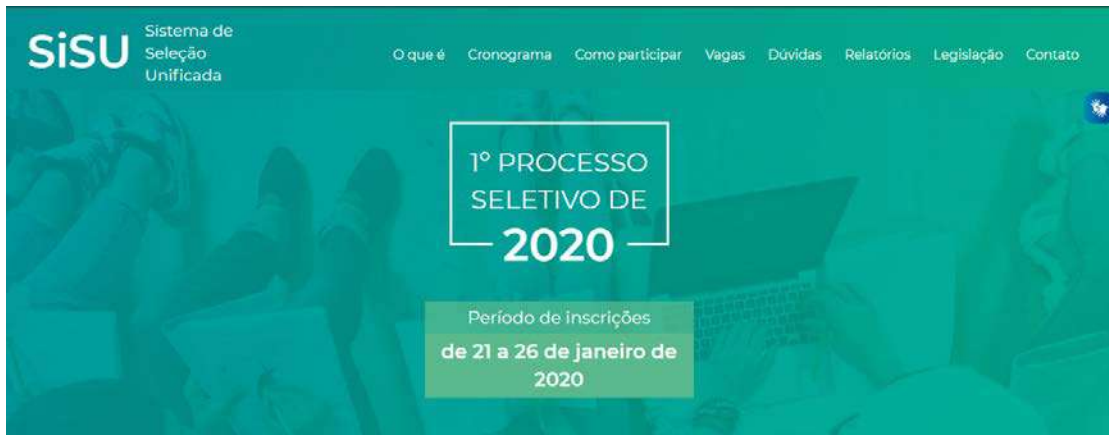 SiSU
Sistema de
Seleção
Unificada
O que é Cronograma Como participar Vagas Dúvidas Relatórios Legislação Contato
1º PROCESSO
SELETIVO DE
2020
Período de inscrições
de 21 a 26 de janeiro de
2020